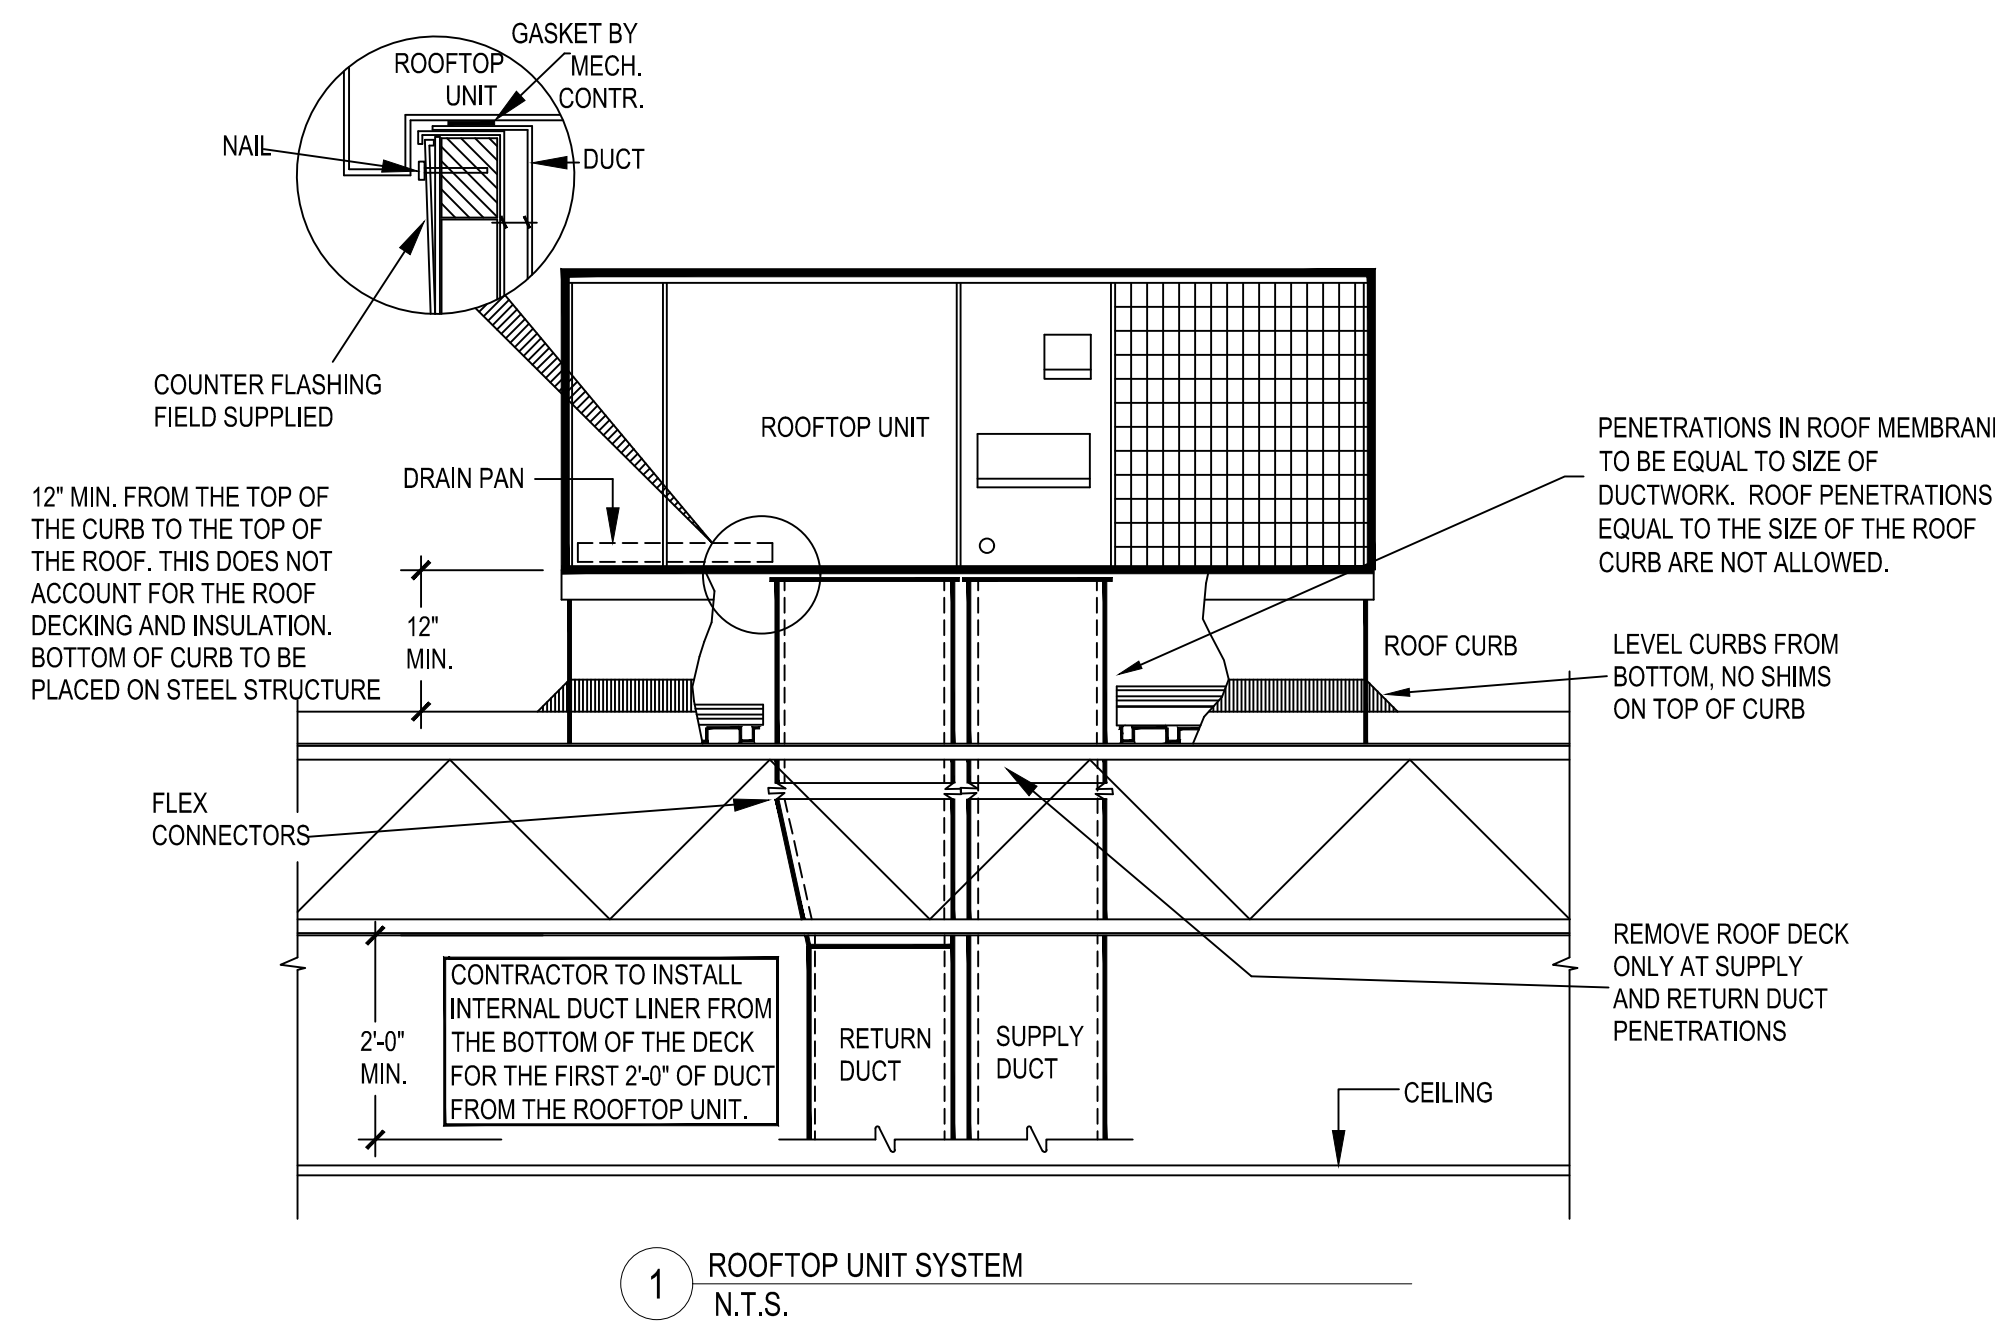 GASKET BY
MECH.
CONTR.
ROOFTOP
UNIT
NAIL
DUCT
COUNTER FLASHING
FIELD SUPPLIED
ROOFTOP UNIT
DRAIN PAN
12" MIN. FROM THE TOP OF
THE CURB TO THE TOP OF
THE ROOF. THIS DOES NOT
ACCOUNT FOR THE ROOF
DECKING AND INSULATION.
BOTTOM OF CURB TO BE
PLACED ON STEEL STRUCTURE
12"
MIN.
PENETRATIONS IN ROOF MEMBRAN
TO BE EQUAL TO SIZE OF
DUCTWORK. ROOF PENETRATIONS
EQUAL TO THE SIZE OF THE ROOF
CURB ARE NOT ALLOWED.
ROOF CURB
LEVEL CURBS FROM
BOTTOM, NO SHIMS
ON TOP OF CURB
FLEX
CONNECTORS
REMOVE ROOF DECK
ONLY AT SUPPLY
AND RETURN DUCT
PENETRATIONS
2'-0"
MIN.
CONTRACTOR TO INSTALL
INTERNAL DUCT LINER FROM
THE BOTTOM OF THE DECK
FOR THE FIRST 2'-0" OF DUCT
FROM THE ROOFTOP UNIT.
RETURN
DUCT
SUPPLY
DUCT
CEILING
1
ROOFTOP UNIT SYSTEM
N.T.S.